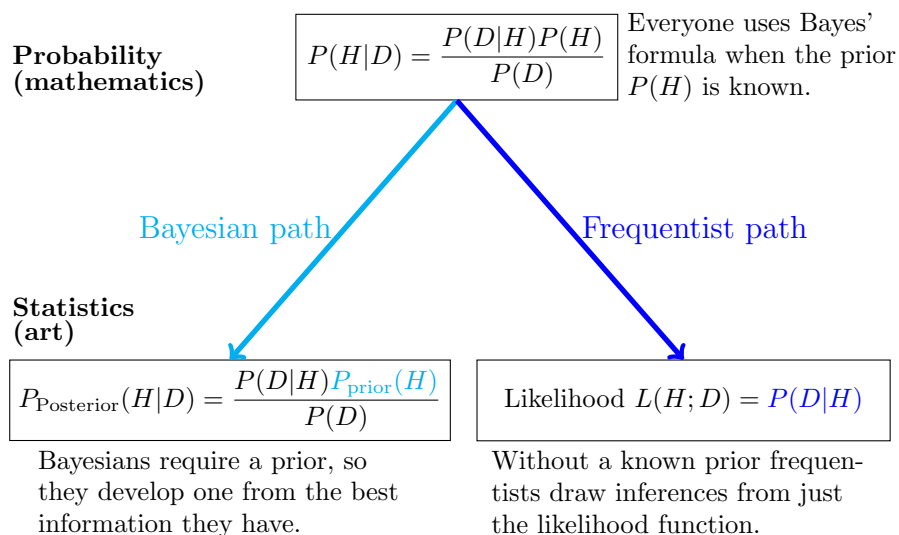 Probability
(mathematics)
P(H|D) = P(D|H)P(H) / P(D)
Everyone uses Bayes’
formula when the prior
P(H) is known.
Bayesian path
Frequentist path
Statistics
(art)
P_Posterior(H|D) = P(D|H)P_prior(H) / P(D)
Likelihood L(H; D) = P(D|H)
Bayesians require a prior, so
they develop one from the best
information they have.
Without a known prior frequen-
tists draw inferences from just
the likelihood function.